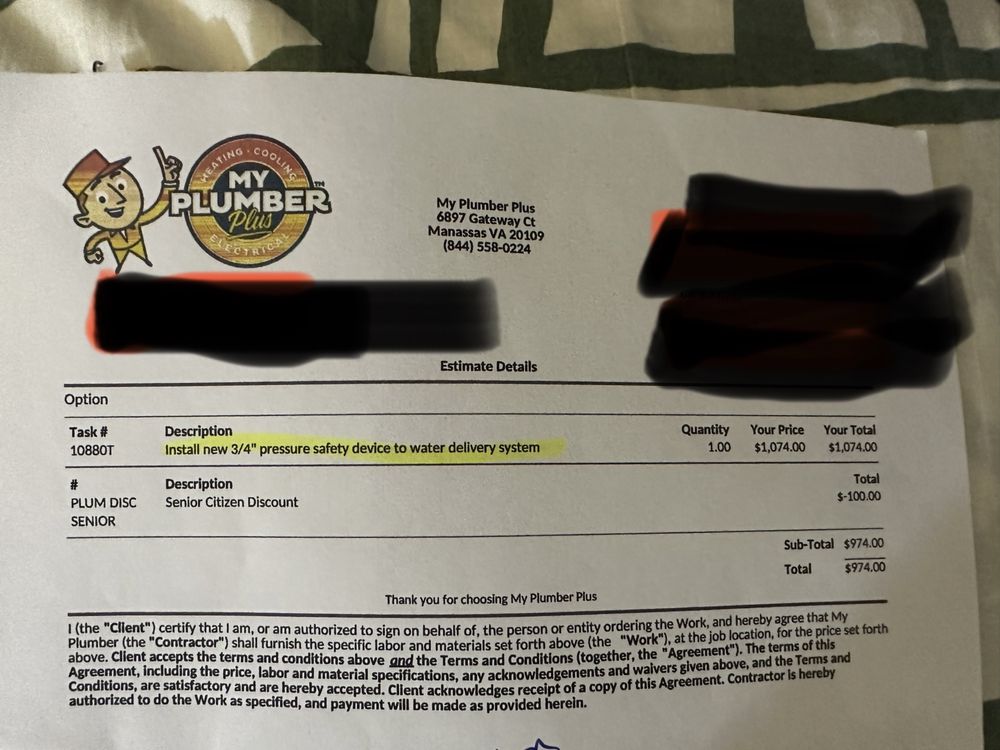 HEATING · COOLING
MY
PLUMBER™
Plus
ELECTRICAL
My Plumber Plus
6897 Gateway Ct
Manassas VA 20109
(844) 558-0224
Estimate Details
Option
Task # Description Quantity Your Price Your Total
10880T Install new 3/4" pressure safety device to water delivery system 1.00 $1,074.00 $1,074.00
# Description Total
PLUM DISC Senior Citizen Discount $-100.00
SENIOR
Sub-Total $974.00
Total $974.00
Thank you for choosing My Plumber Plus
I (the "Client") certify that I am, or am authorized to sign on behalf of, the person or entity ordering the Work, and hereby agree that My
Plumber (the "Contractor") shall furnish the specific labor and materials set forth above (the "Work"), at the job location, for the price set forth
above. Client accepts the terms and conditions above and the Terms and Conditions (together, the "Agreement"). The terms of this
Agreement, including the price, labor and material specifications, any acknowledgements and waivers given above, and the Terms and
Conditions, are satisfactory and are hereby accepted. Client acknowledges receipt of a copy of this Agreement. Contractor is hereby
authorized to do the Work as specified, and payment will be made as provided herein.